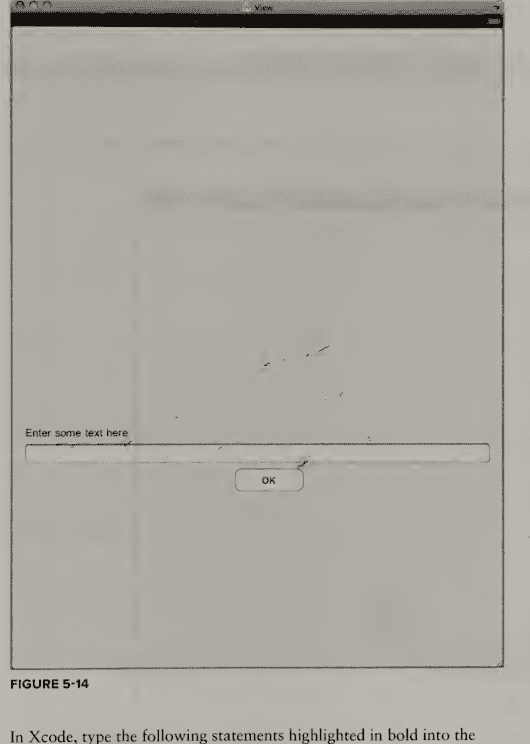 View
Enter some text here
OK
FIGURE 5-14
In Xcode, type the following statements highlighted in bold into the